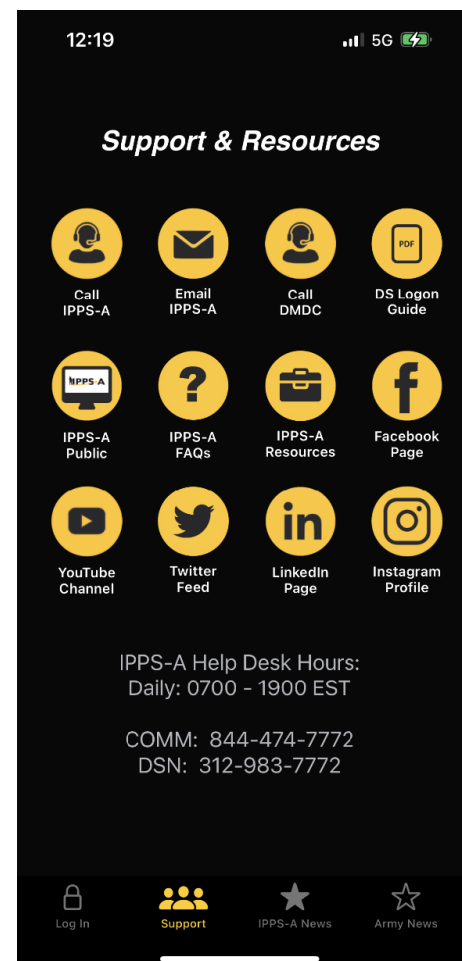 12:19 5G
Support & Resources
Call Email Call DS Logon
IPPS-A IPPS-A DMDC Guide
PDF
IPPS-A
IPPS-A IPPS-A IPPS-A Facebook
Public FAQs Resources Page
YouTube Twitter LinkedIn Instagram
Channel Feed Page Profile
IPPS-A Help Desk Hours:
Daily: 0700 - 1900 EST
COMM: 844-474-7772
DSN: 312-983-7772
Log In Support IPPS-A News Army News